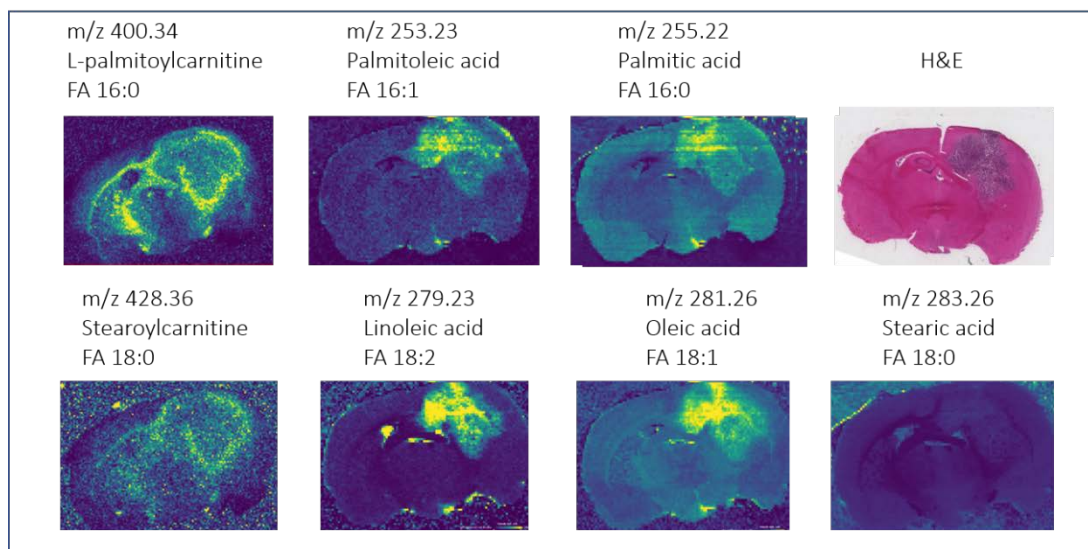 m/z 400.34
L-palmitoylcarnitine
FA 16:0
m/z 253.23
Palmitoleic acid
FA 16:1
m/z 255.22
Palmitic acid
FA 16:0
H&E
m/z 428.36
Stearoylcarnitine
FA 18:0
m/z 279.23
Linoleic acid
FA 18:2
m/z 281.26
Oleic acid
FA 18:1
m/z 283.26
Stearic acid
FA 18:0